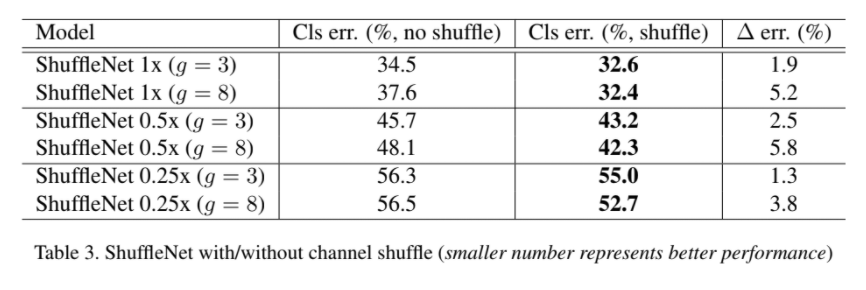 Model Cls err. (%, no shuffle) Cls err. (%, shuffle) Δ err. (%)
ShuffleNet 1x (g = 3) 34.5 32.6 1.9
ShuffleNet 1x (g = 8) 37.6 32.4 5.2
ShuffleNet 0.5x (g = 3) 45.7 43.2 2.5
ShuffleNet 0.5x (g = 8) 48.1 42.3 5.8
ShuffleNet 0.25x (g = 3) 56.3 55.0 1.3
ShuffleNet 0.25x (g = 8) 56.5 52.7 3.8
Table 3. ShuffleNet with/without channel shuffle (smaller number represents better performance)